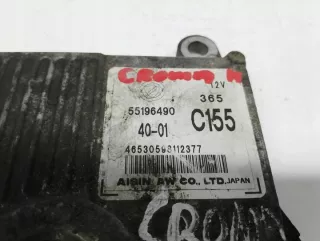 CROMA A
12V
365
55196490
40-01 C155
46530598112377
AISIN AW CO., LTD. JAPAN
CROMA